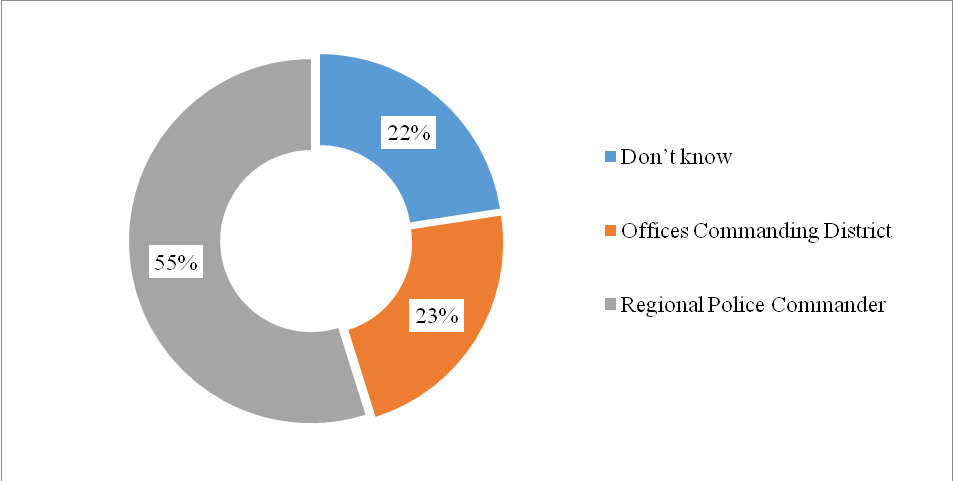 22%
Don’t know
Offices Commanding District
55%
Regional Police Commander
23%